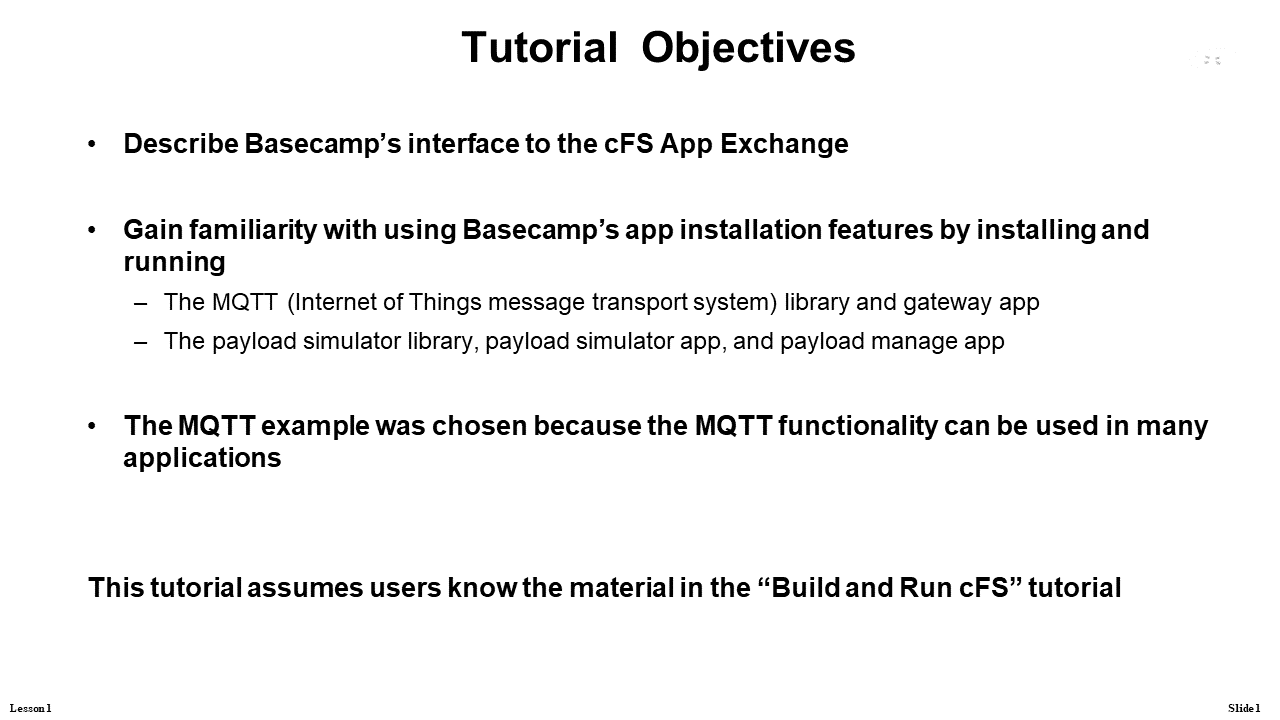 Tutorial Objectives
• Describe Basecamp’s interface to the cFS App Exchange
• Gain familiarity with using Basecamp’s app installation features by installing and
running
– The MQTT (Internet of Things message transport system) library and gateway app
– The payload simulator library, payload simulator app, and payload manage app
• The MQTT example was chosen because the MQTT functionality can be used in many
applications
This tutorial assumes users know the material in the “Build and Run cFS” tutorial
Lesson 1
Slide 1